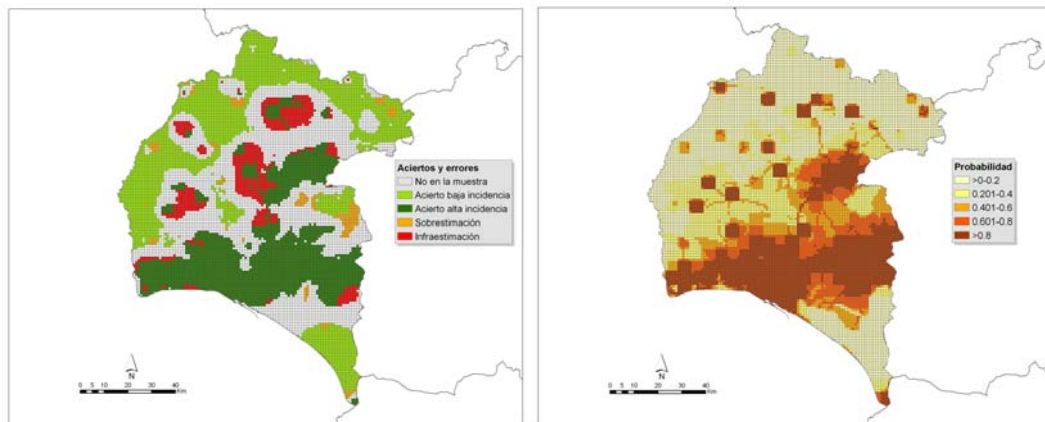 Aciertos y errores
No en la muestra
Acierto baja incidencia
Acierto alta incidencia
Sobrestimación
Infraestimación
N
0 5 10 20 30 40
Km
Probabilidad
>0-0.2
0.201-0.4
0.401-0.6
0.601-0.8
>0.8
N
0 5 10 20 30 40
Km